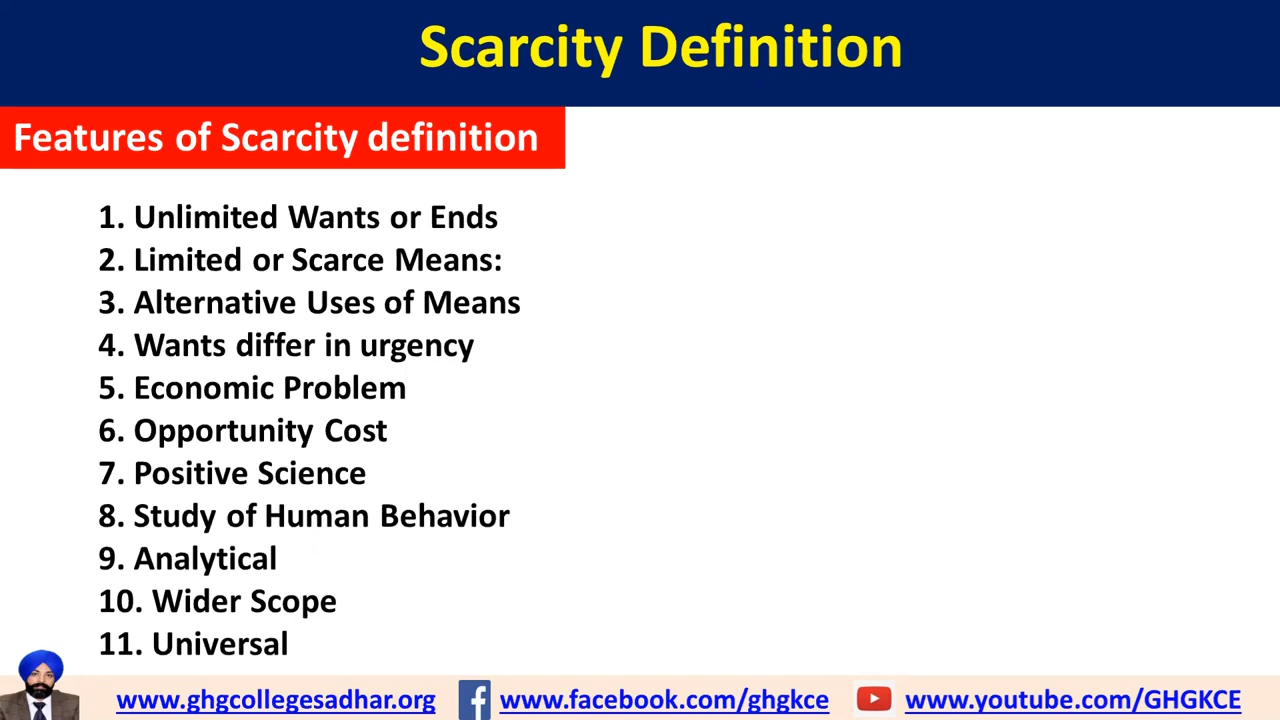 Scarcity Definition
Features of Scarcity definition
1. Unlimited Wants or Ends
2. Limited or Scarce Means:
3. Alternative Uses of Means
4. Wants differ in urgency
5. Economic Problem
6. Opportunity Cost
7. Positive Science
8. Study of Human Behavior
9. Analytical
10. Wider Scope
11. Universal
www.ghgcollegesadhar.org www.facebook.com/ghgkce www.youtube.com/GHGKCE